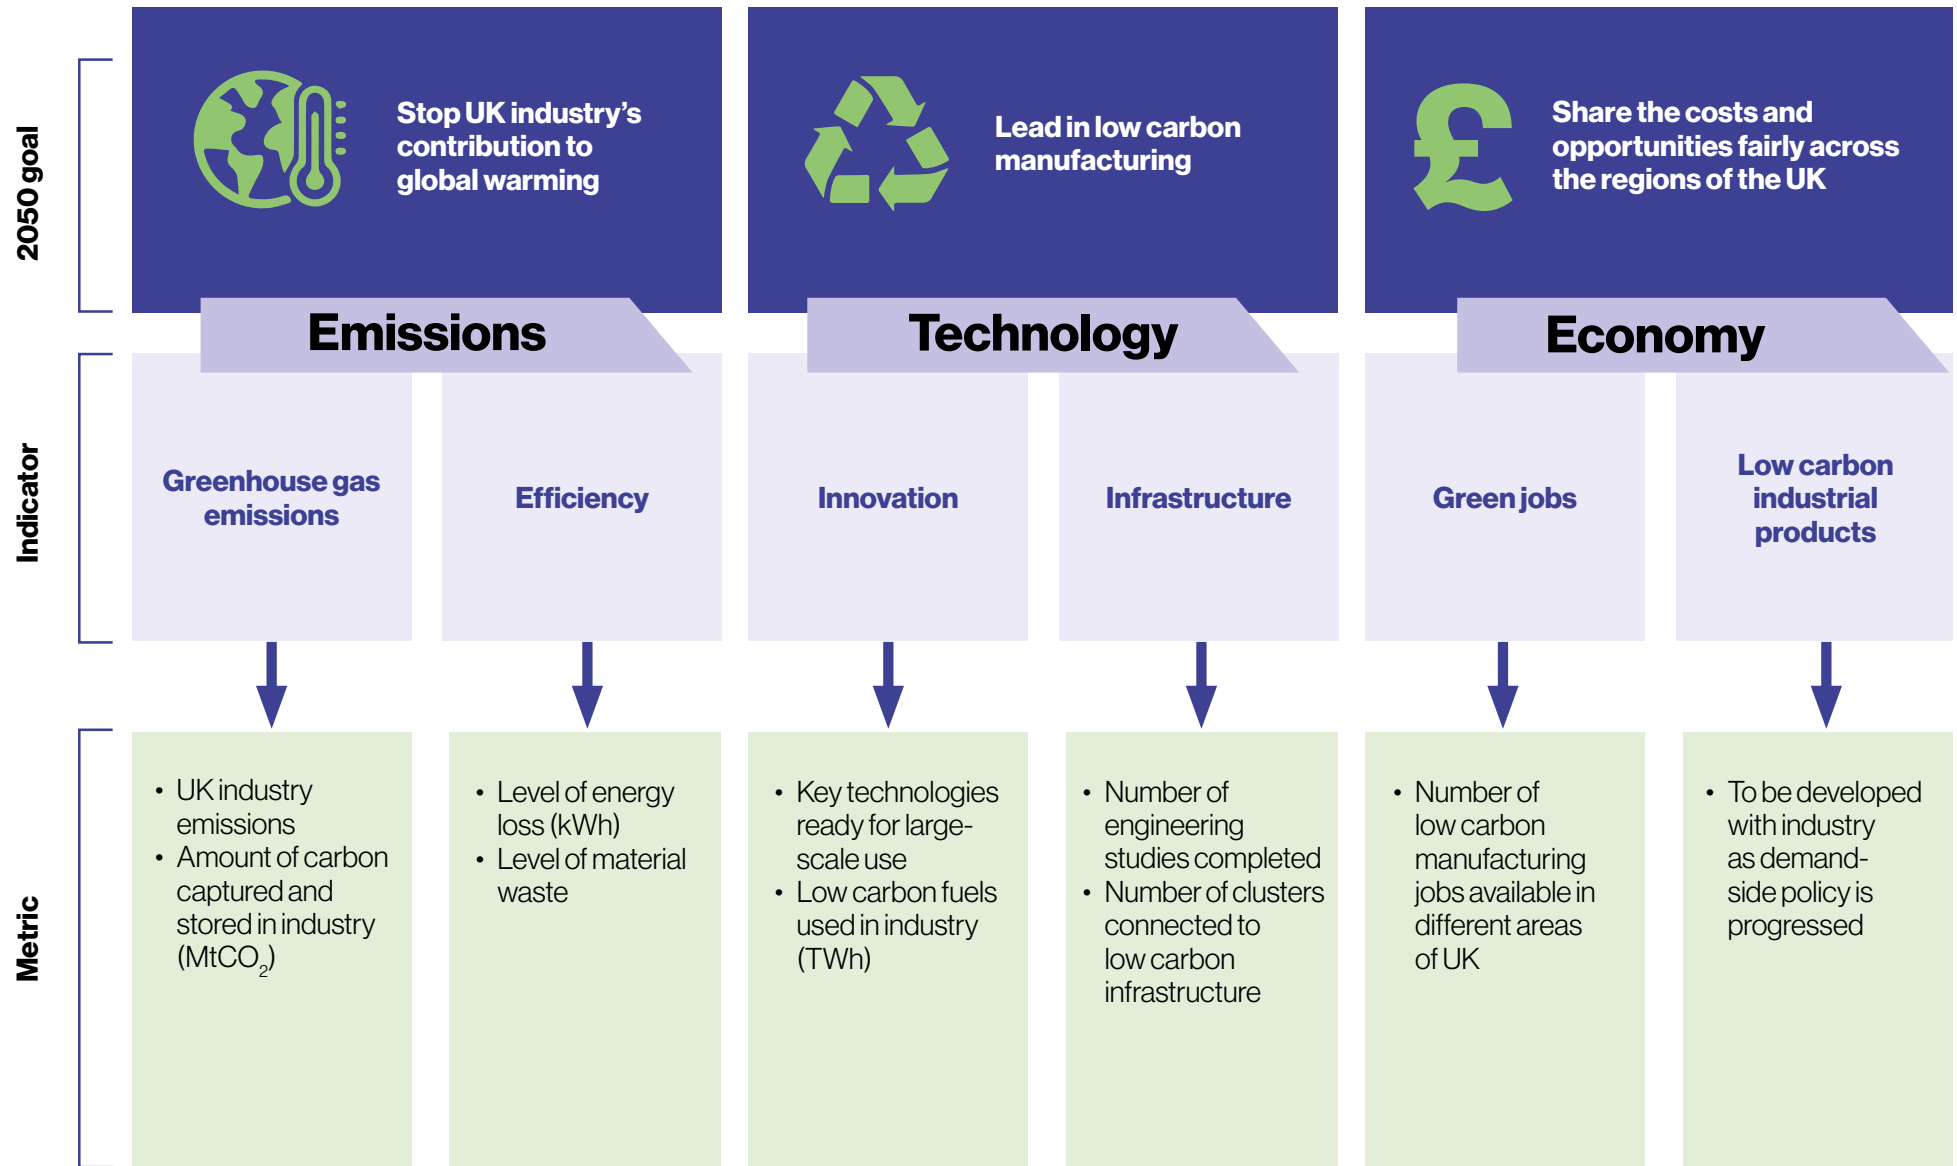 2050 goal
Stop UK industry's
contribution to
global warming
Lead in low carbon
manufacturing
£
Share the costs and
opportunities fairly across
the regions of the UK
Emissions
Technology
Economy
Indicator
Greenhouse gas
emissions
Efficiency
Innovation
Infrastructure
Green jobs
Low carbon
industrial
products
Metric
• UK industry
emissions
• Amount of carbon
captured and
stored in industry
(MtCO₂)
• Level of energy
loss (kWh)
• Level of material
waste
• Key technologies
ready for large-
scale use
• Low carbon fuels
used in industry
(TWh)
• Number of
engineering
studies completed
• Number of clusters
connected to
low carbon
infrastructure
• Number of
low carbon
manufacturing
jobs available in
different areas
of UK
• To be developed
with industry
as demand-
side policy is
progressed